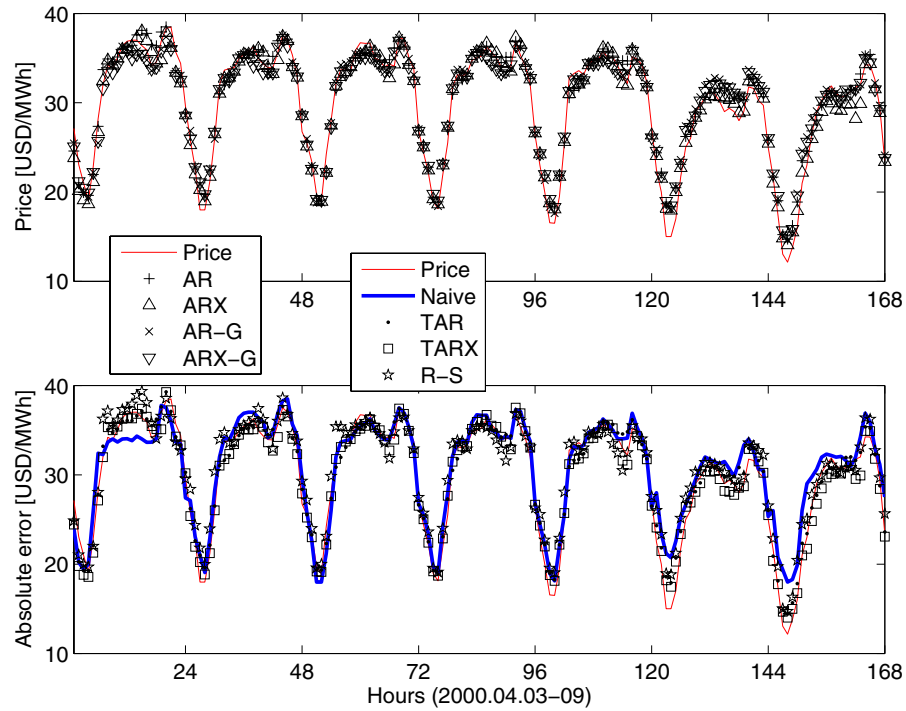 40
30
20
10
Price [USD/MWh]
48
96
120
144
168
Price
AR
ARX
AR-G
ARX-G
Price
Naive
TAR
TARX
R-S
40
30
20
10
Absolute error [USD/MWh]
24
48
72
96
120
144
168
Hours (2000.04.03-09)